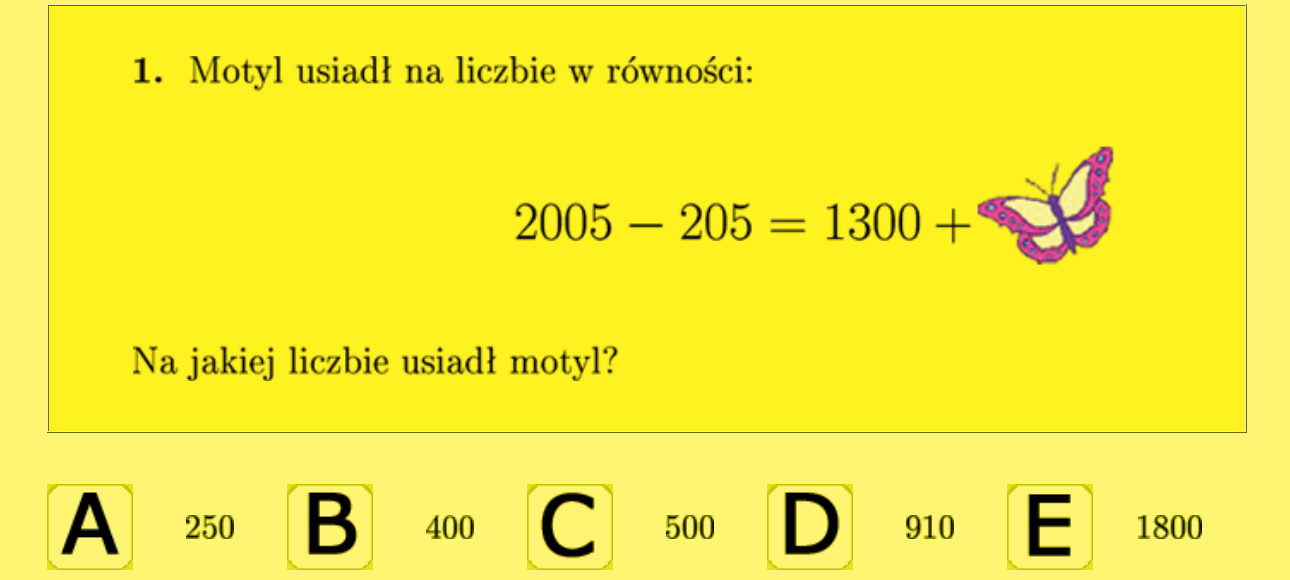 1. Motyl usiadł na liczbie w równości:
2005 − 205 = 1300 +
Na jakiej liczbie usiadł motyl?
A 250 B 400 C 500 D 910 E 1800